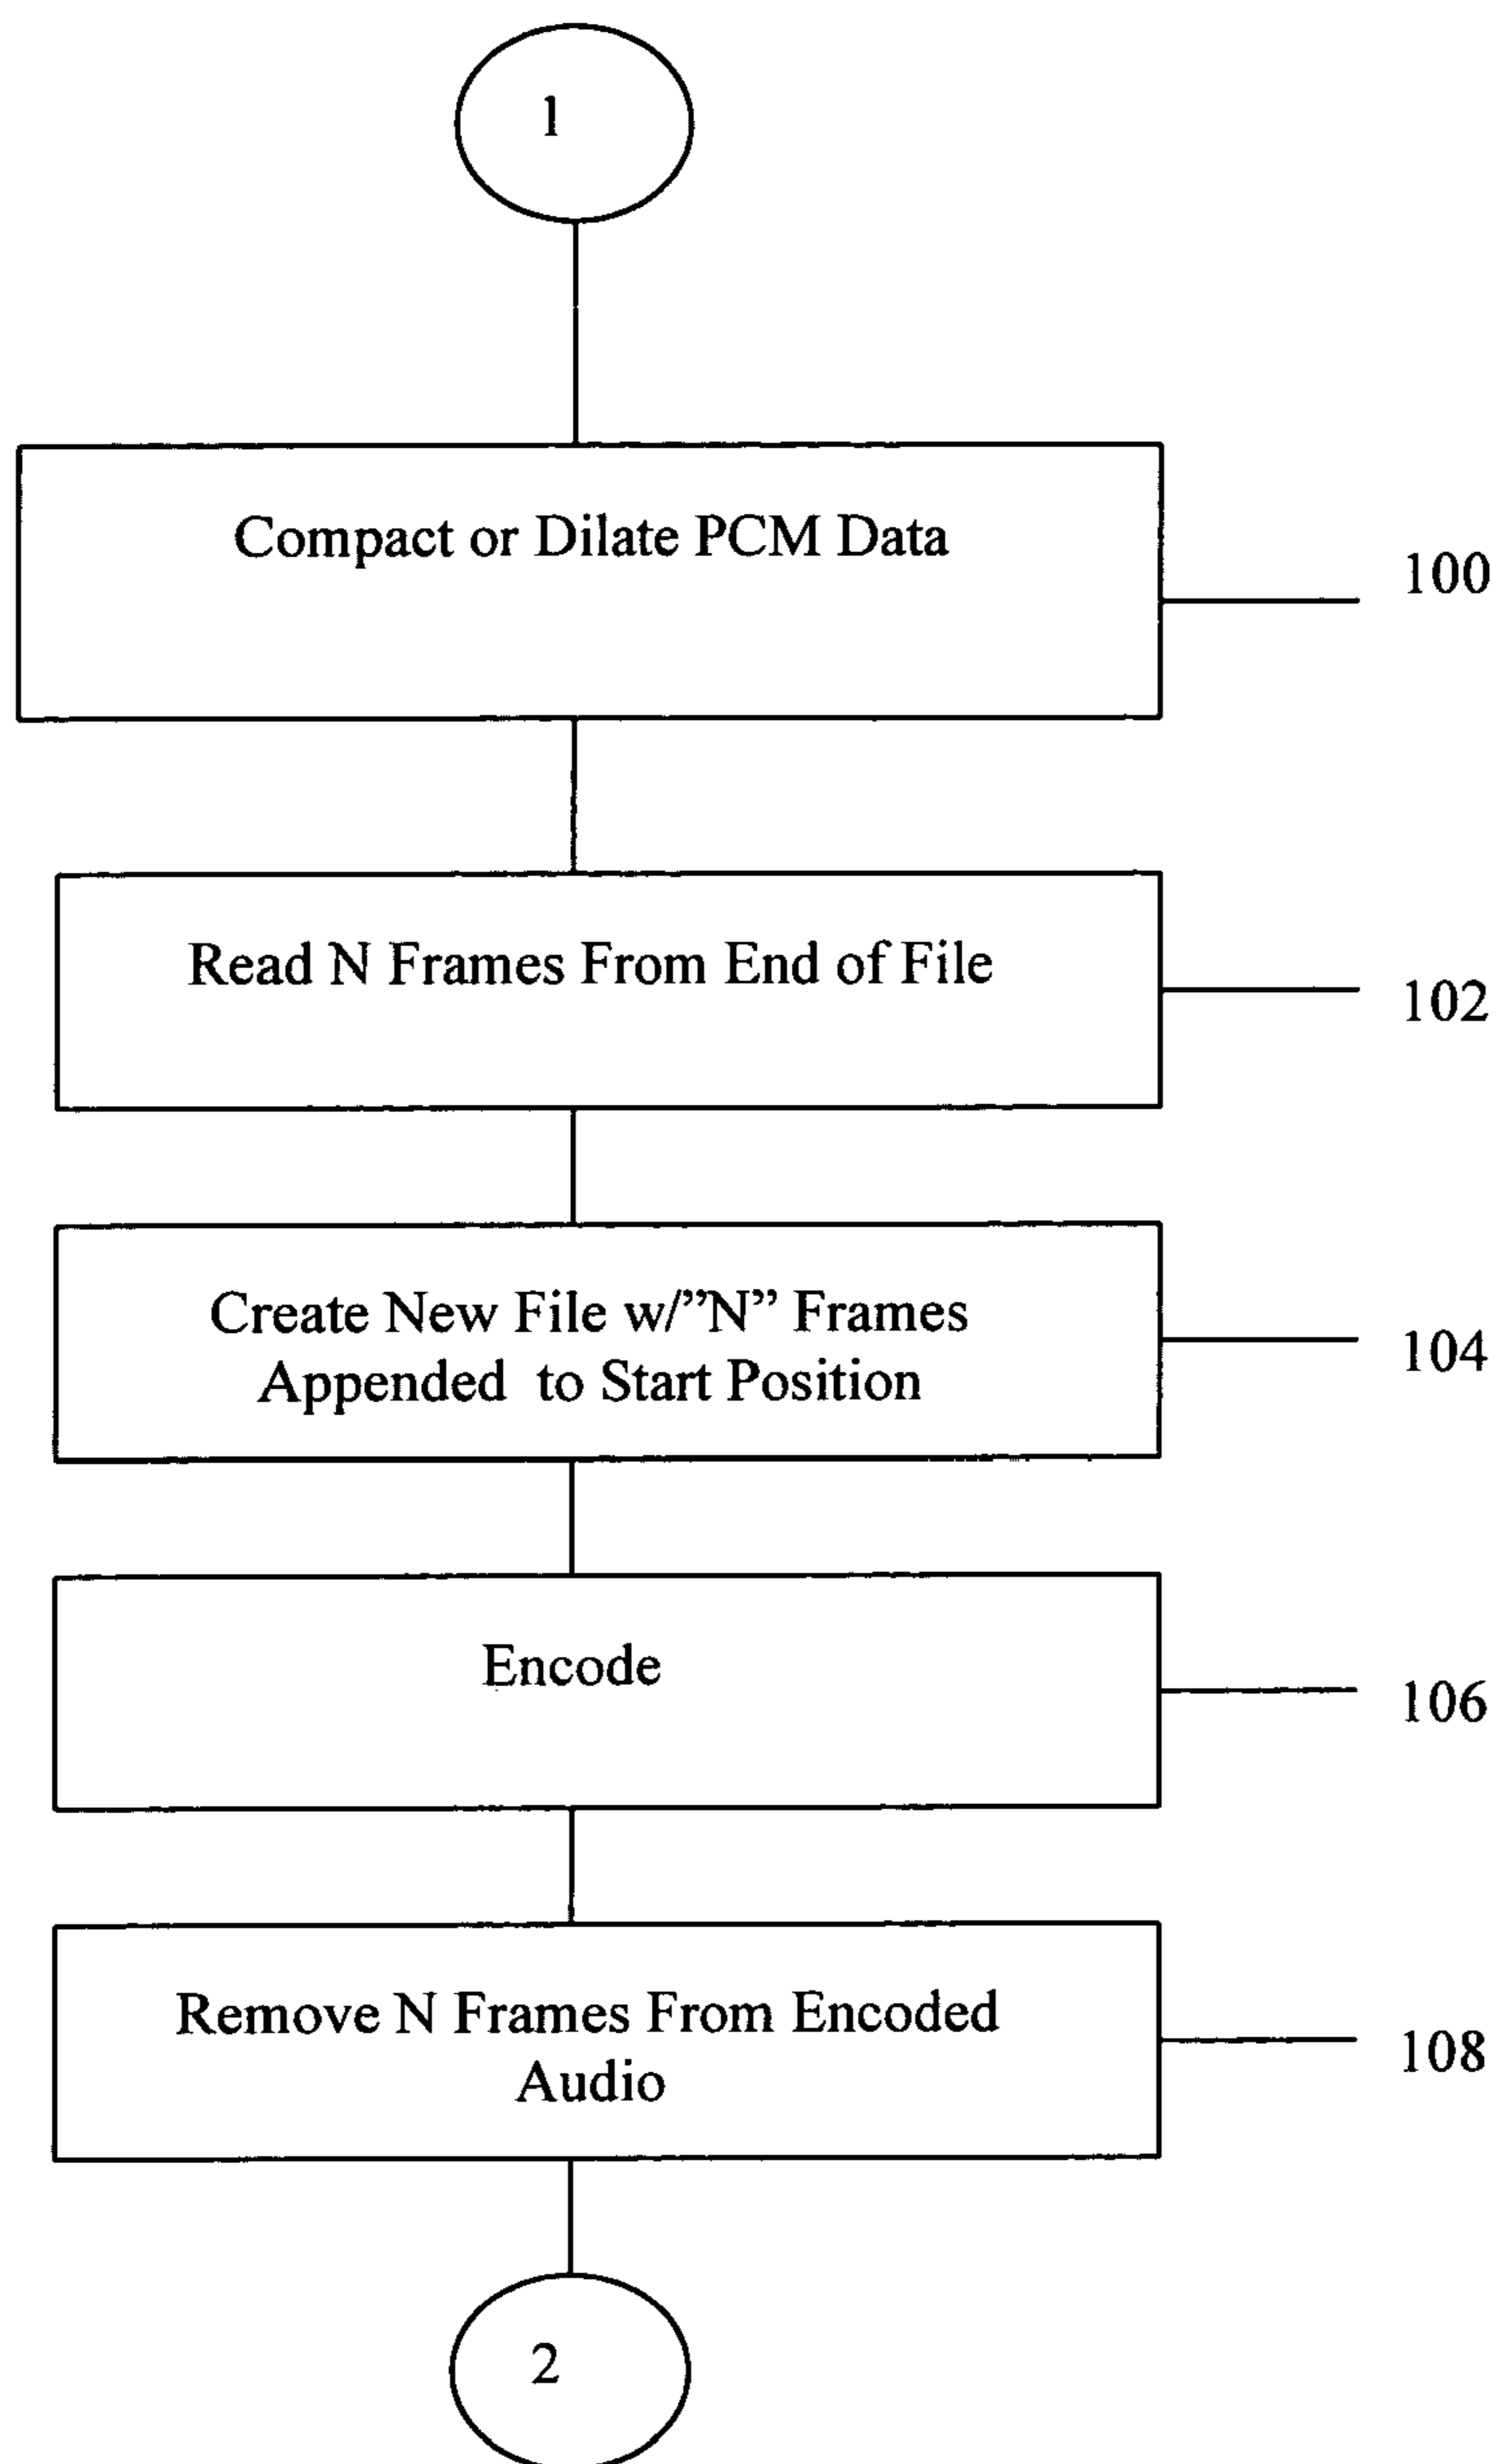 1
Compact or Dilate PCM Data
100
Read N Frames From End of File
102
Create New File w/”N” Frames
Appended to Start Position
104
Encode
106
Remove N Frames From Encoded
Audio
108
2